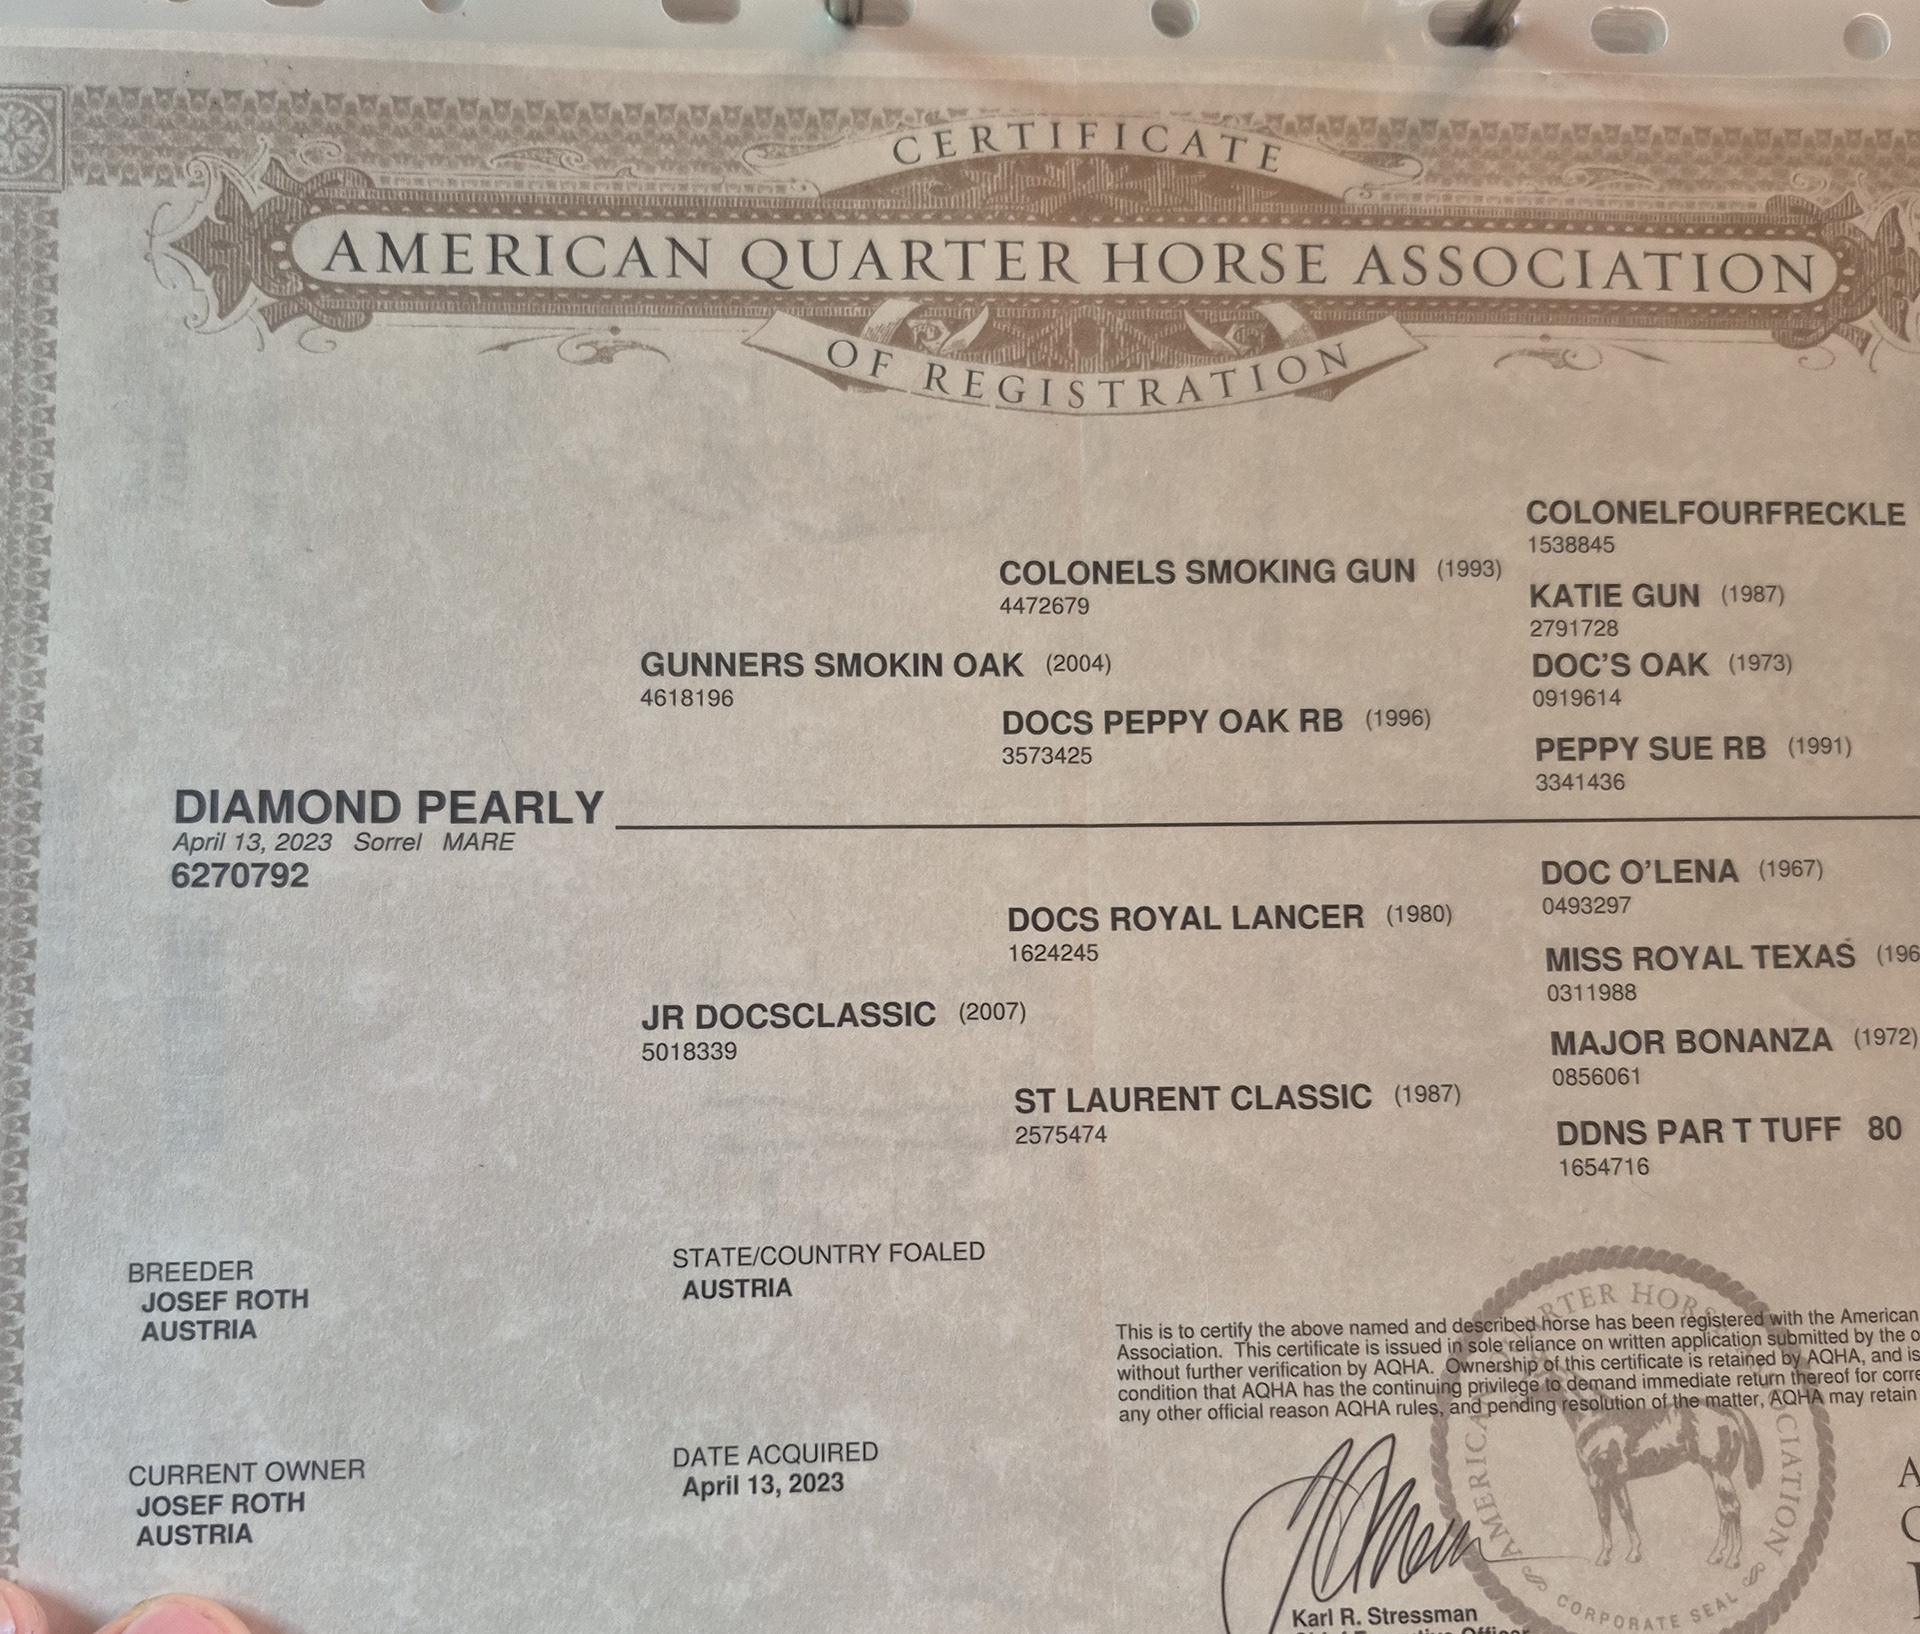 CERTIFICATE
AMERICAN QUARTER HORSE ASSOCIATION
OF REGISTRATION
COLONELFOURFRECKLE
1538845
COLONELS SMOKING GUN (1993)
4472679
KATIE GUN (1987)
2791728
GUNNERS SMOKIN OAK (2004)
4618196
DOC'S OAK (1973)
0919614
DOCS PEPPY OAK RB (1996)
3573425
PEPPY SUE RB (1991)
3341436
DIAMOND PEARLY
April 13, 2023 Sorrel MARE
6270792
DOC O'LENA (1967)
0493297
DOCS ROYAL LANCER (1980)
1624245
MISS ROYAL TEXAS (196
0311988
JR DOCSCLASSIC (2007)
5018339
MAJOR BONANZA (1972)
0856061
ST LAURENT CLASSIC (1987)
2575474
DDNS PAR T TUFF 80
1654716
BREEDER
JOSEF ROTH
AUSTRIA
STATE/COUNTRY FOALED
AUSTRIA
This is to certify the above named and described horse has been registered with the American
Association. This certificate is issued in sole reliance on written application submitted by the o
without further verification by AQHA. Ownership of this certificate is retained by AQHA, and is
condition that AQHA has the continuing privilege to demand immediate return thereof for corre
any other official reason AQHA rules, and pending resolution of the matter, AQHA may retain
CURRENT OWNER
JOSEF ROTH
AUSTRIA
DATE ACQUIRED
April 13, 2023
AMERICA RTER HORS OCIATION
CORPORATE SEAL
Karl R. Stressman
Chief Executive Officer